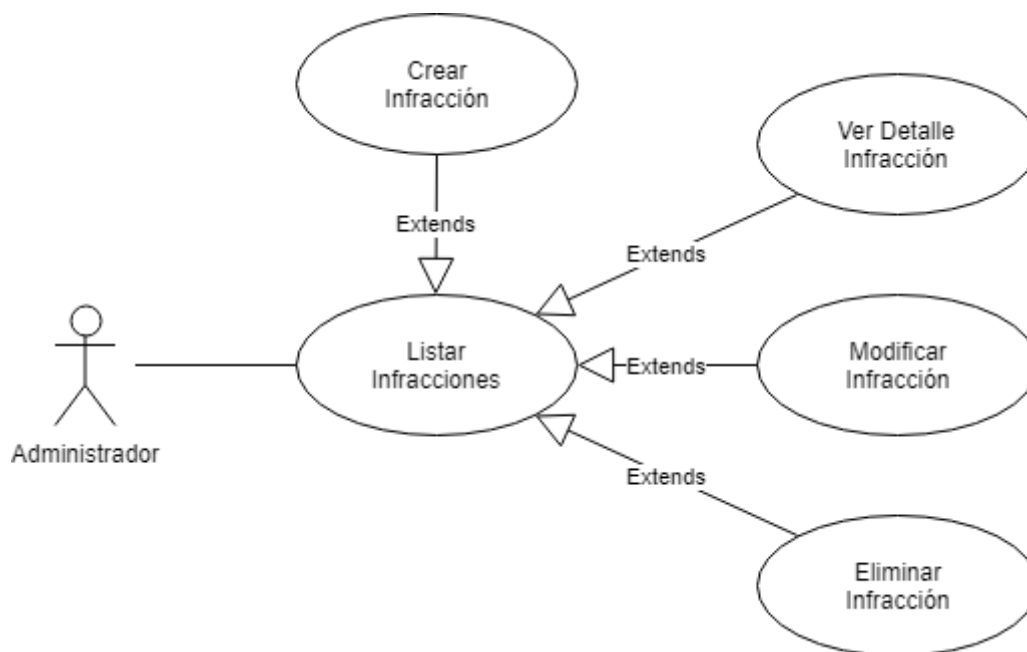 Crear
Infracción
Ver Detalle
Infracción
Extends
Extends
Listar
Infracciones
Extends
Modificar
Infracción
Administrador
Extends
Eliminar
Infracción